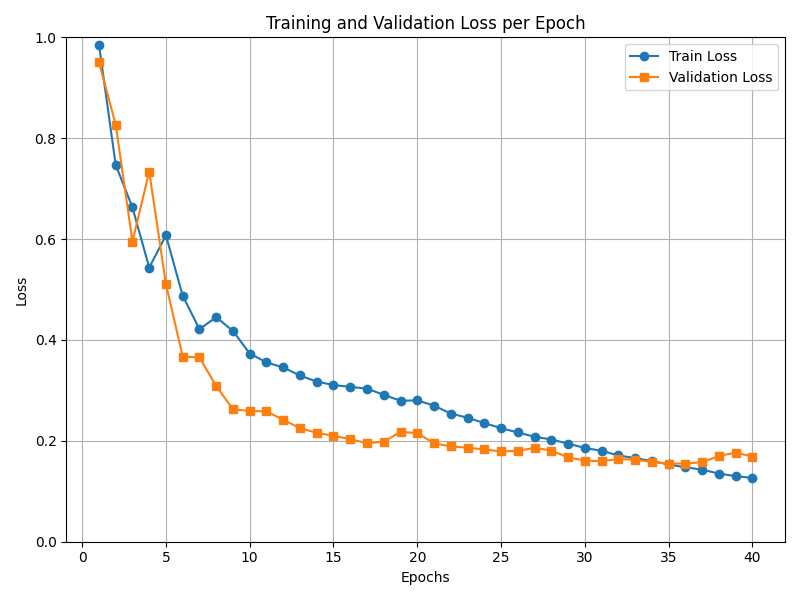 Training and Validation Loss per Epoch
Train Loss
Validation Loss
Loss
1.0
0.8
0.6
0.4
0.2
0.0
0 5 10 15 20 25 30 35 40
Epochs